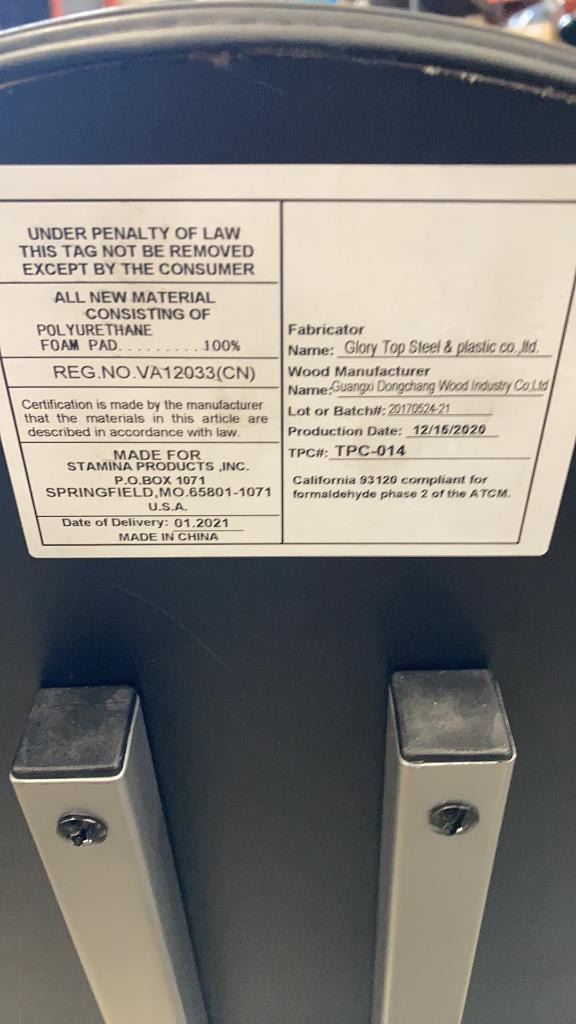 UNDER PENALTY OF LAW
THIS TAG NOT BE REMOVED
EXCEPT BY THE CONSUMER
ALL NEW MATERIAL
CONSISTING OF
POLYURETHANE
FOAM PAD.........100%
REG.NO.VA12033(CN)
Certification is made by the manufacturer
that the materials in this article are
described in accordance with law.
MADE FOR
STAMINA PRODUCTS ,INC.
P.O.BOX 1071
SPRINGFIELD,MO.65801-1071
U.S.A.
Date of Delivery: 01.2021
MADE IN CHINA
Fabricator
Name: Glory Top Steel & plastic co.,ltd.
Wood Manufacturer
Name:Guangxi Dongchang Wood Industry Co,Ltd
Lot or Batch#: 20170524-21
Production Date: 12/15/2020
TPC#: TPC-014
California 93120 compliant for
formaldehyde phase 2 of the ATCM.